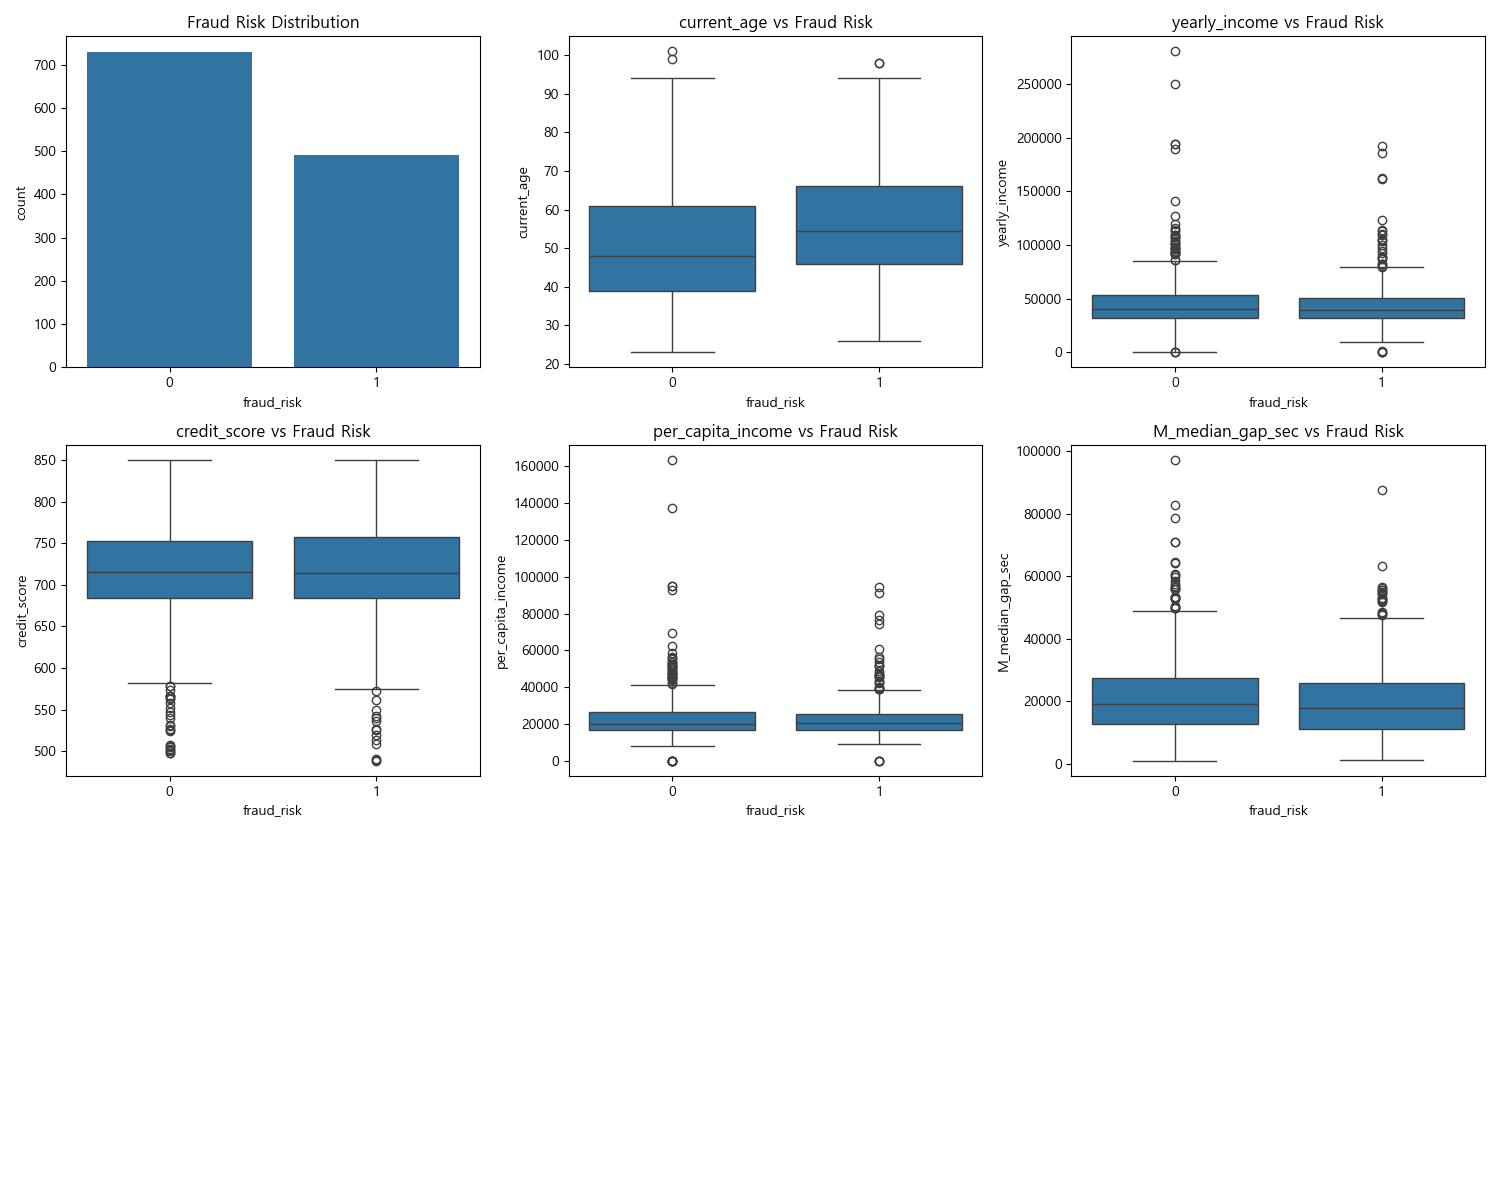 Fraud Risk Distribution
count
700
600
500
400
300
200
100
0
0 1
fraud_risk
current_age vs Fraud Risk
current_age
100
90
80
70
60
50
40
30
20
0 1
fraud_risk
yearly_income vs Fraud Risk
yearly_income
250000
200000
150000
100000
50000
0
0 1
fraud_risk
credit_score vs Fraud Risk
credit_score
850
800
750
700
650
600
550
500
0 1
fraud_risk
per_capita_income vs Fraud Risk
per_capita_income
160000
140000
120000
100000
80000
60000
40000
20000
0
0 1
fraud_risk
M_median_gap_sec vs Fraud Risk
M_median_gap_sec
100000
80000
60000
40000
20000
0
0 1
fraud_risk